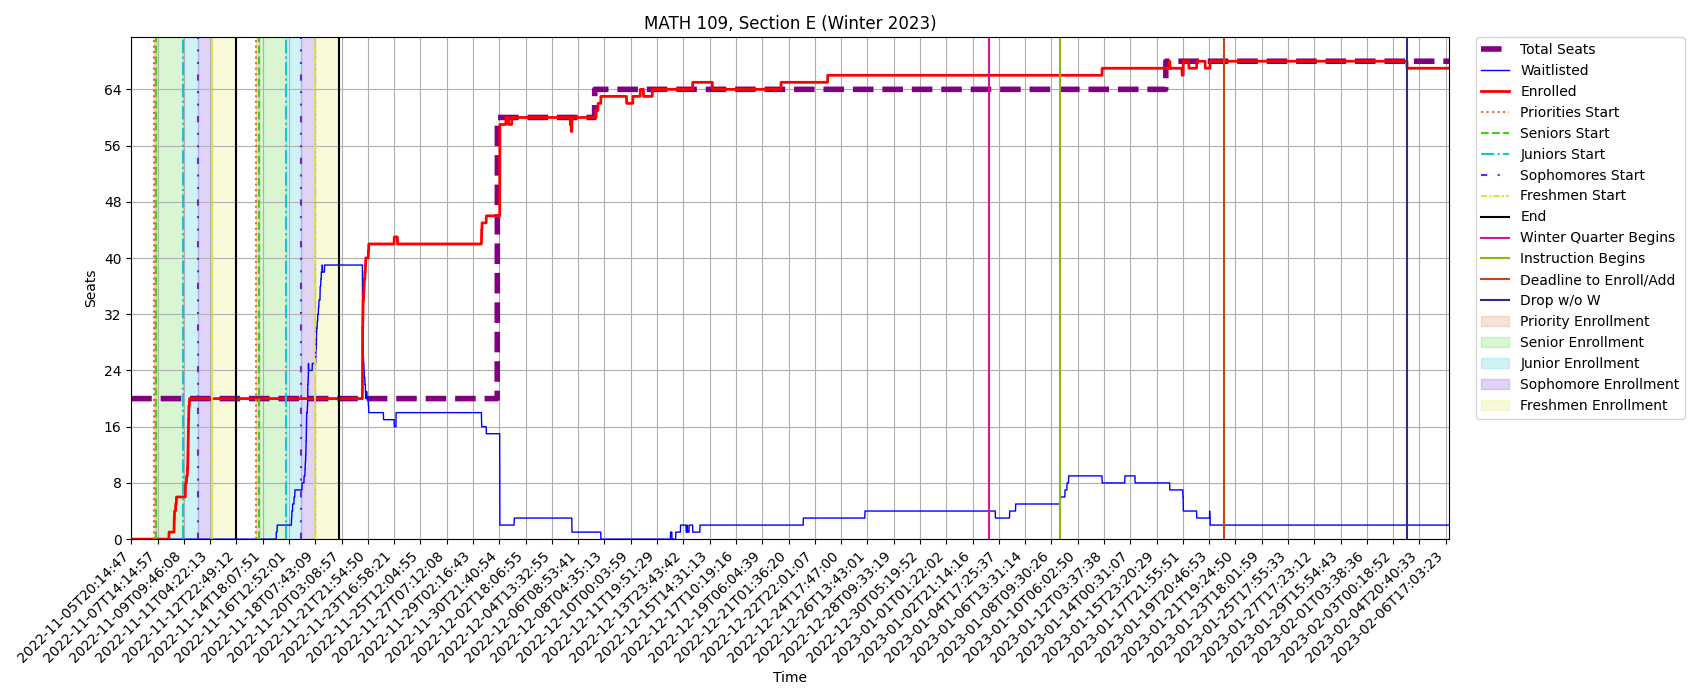 MATH 109, Section E (Winter 2023)
Seats
64
56
48
40
32
24
16
8
0
2022-11-05T20:14:47
2022-11-07T14:14:57
2022-11-09T09:46:08
2022-11-11T04:22:13
2022-11-12T22:49:12
2022-11-14T18:07:51
2022-11-16T12:52:01
2022-11-18T07:43:09
2022-11-20T03:08:57
2022-11-21T21:54:50
2022-11-23T16:58:21
2022-11-25T12:04:55
2022-11-27T07:12:08
2022-11-29T02:16:43
2022-11-30T21:40:54
2022-12-02T18:06:55
2022-12-04T13:32:55
2022-12-06T08:53:41
2022-12-08T04:35:13
2022-12-10T00:03:59
2022-12-11T19:51:29
2022-12-13T23:43:42
2022-12-15T14:31:13
2022-12-17T10:19:16
2022-12-19T06:04:39
2022-12-21T01:36:20
2022-12-22T22:01:07
2022-12-24T17:47:00
2022-12-26T13:43:01
2022-12-28T09:33:19
2022-12-30T05:19:52
2023-01-01T01:22:22
2023-01-02T21:14:16
2023-01-04T17:25:37
2023-01-06T13:31:14
2023-01-08T09:30:26
2023-01-10T06:02:50
2023-01-12T03:37:38
2023-01-14T00:31:07
2023-01-15T23:20:29
2023-01-17T21:55:51
2023-01-19T20:46:53
2023-01-21T19:24:50
2023-01-23T18:01:59
2023-01-25T17:55:33
2023-01-27T17:23:12
2023-01-29T15:54:43
2023-02-01T03:38:36
2023-02-03T00:18:52
2023-02-04T20:40:33
2023-02-06T17:03:23
Time
Total Seats
Waitlisted
Enrolled
Priorities Start
Seniors Start
Juniors Start
Sophomores Start
Freshmen Start
End
Winter Quarter Begins
Instruction Begins
Deadline to Enroll/Add
Drop w/o W
Priority Enrollment
Senior Enrollment
Junior Enrollment
Sophomore Enrollment
Freshmen Enrollment